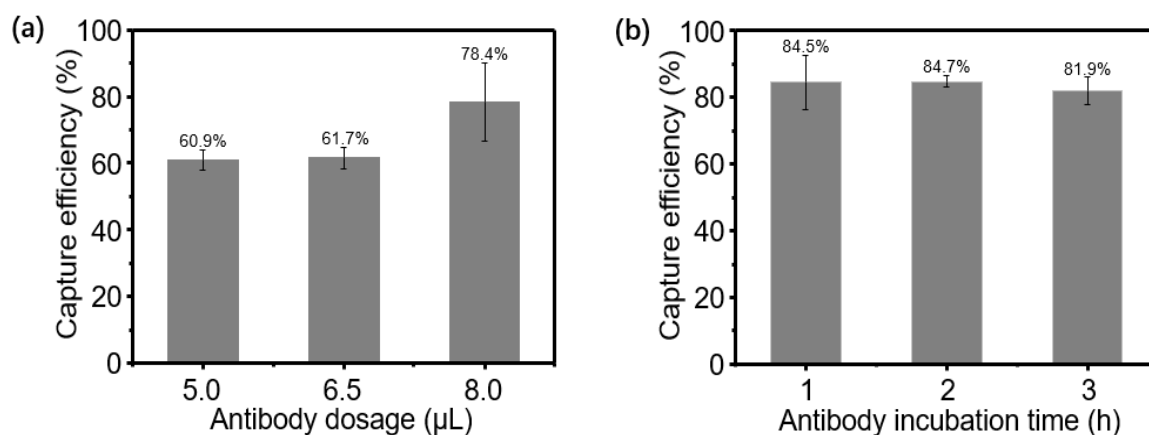 (a)
Capture efficiency (%)
100
80
60
40
20
0
60.9%
61.7%
78.4%
5.0 6.5 8.0
Antibody dosage (µL)
(b)
Capture efficiency (%)
100
80
60
40
20
0
84.5%
84.7%
81.9%
1 2 3
Antibody incubation time (h)